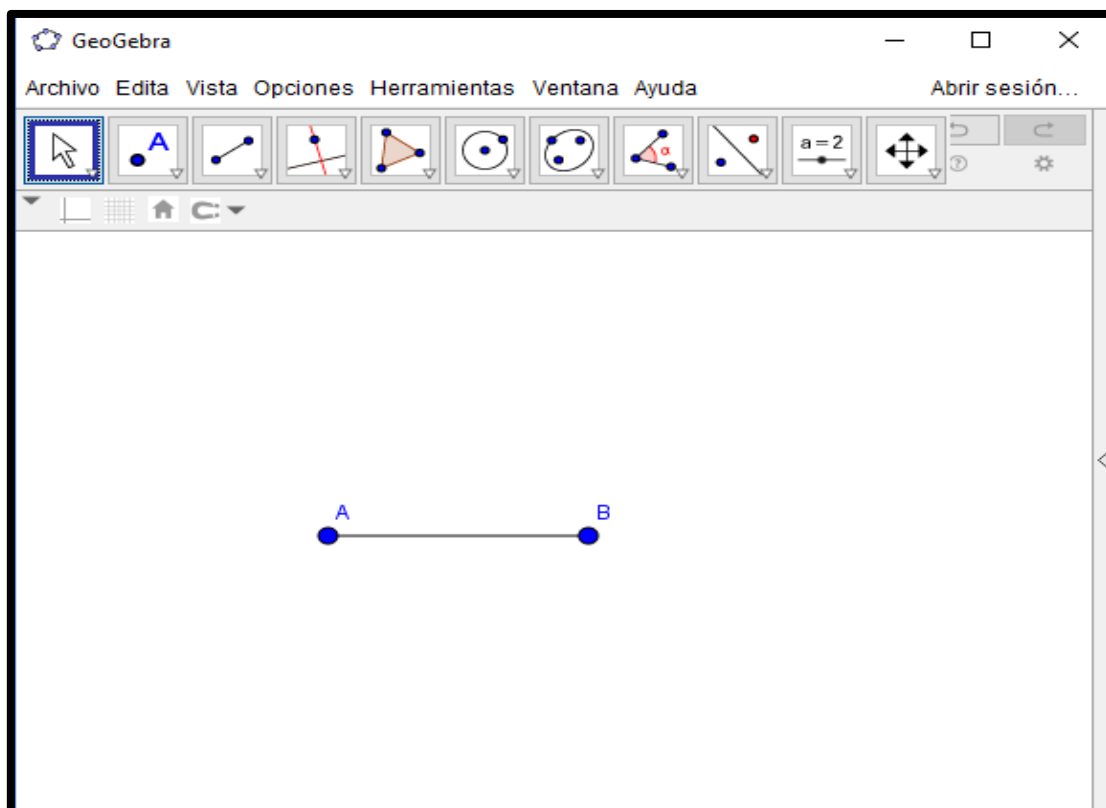 GeoGebra
Archivo Edita Vista Opciones Herramientas Ventana Ayuda Abrir sesión...
A α a=2
A B